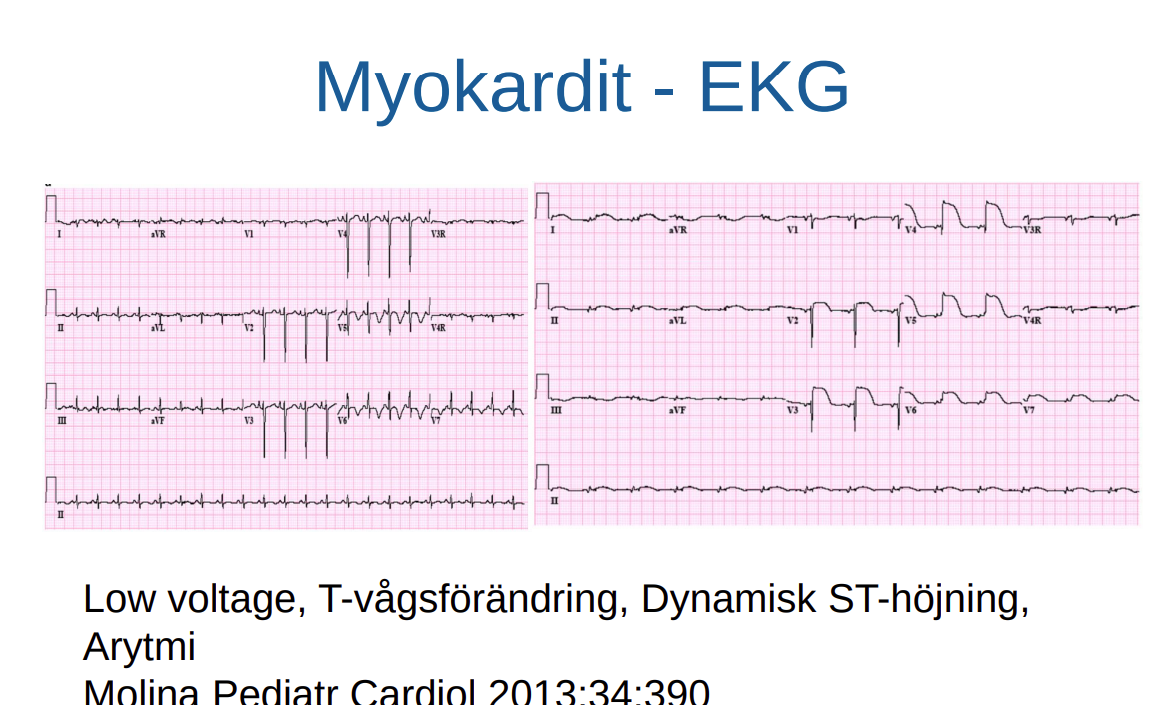 Myokardit - EKG
I aVR V1 V4 V3R
II aVL V2 V5 V4R
III aVF V3 V6 V7
II
I aVR V1 V4 V3R
II aVL V2 V5 V4R
III aVF V3 V6 V7
II
Low voltage, T-vågsförändring, Dynamisk ST-höjning,
Arytmi
Molina Pediatr Cardiol 2013;34;390